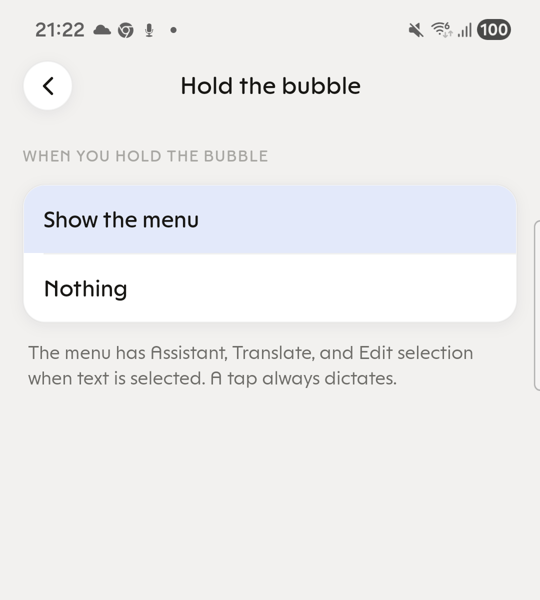 21:22
100
Hold the bubble
WHEN YOU HOLD THE BUBBLE
Show the menu
Nothing
The menu has Assistant, Translate, and Edit selection
when text is selected. A tap always dictates.